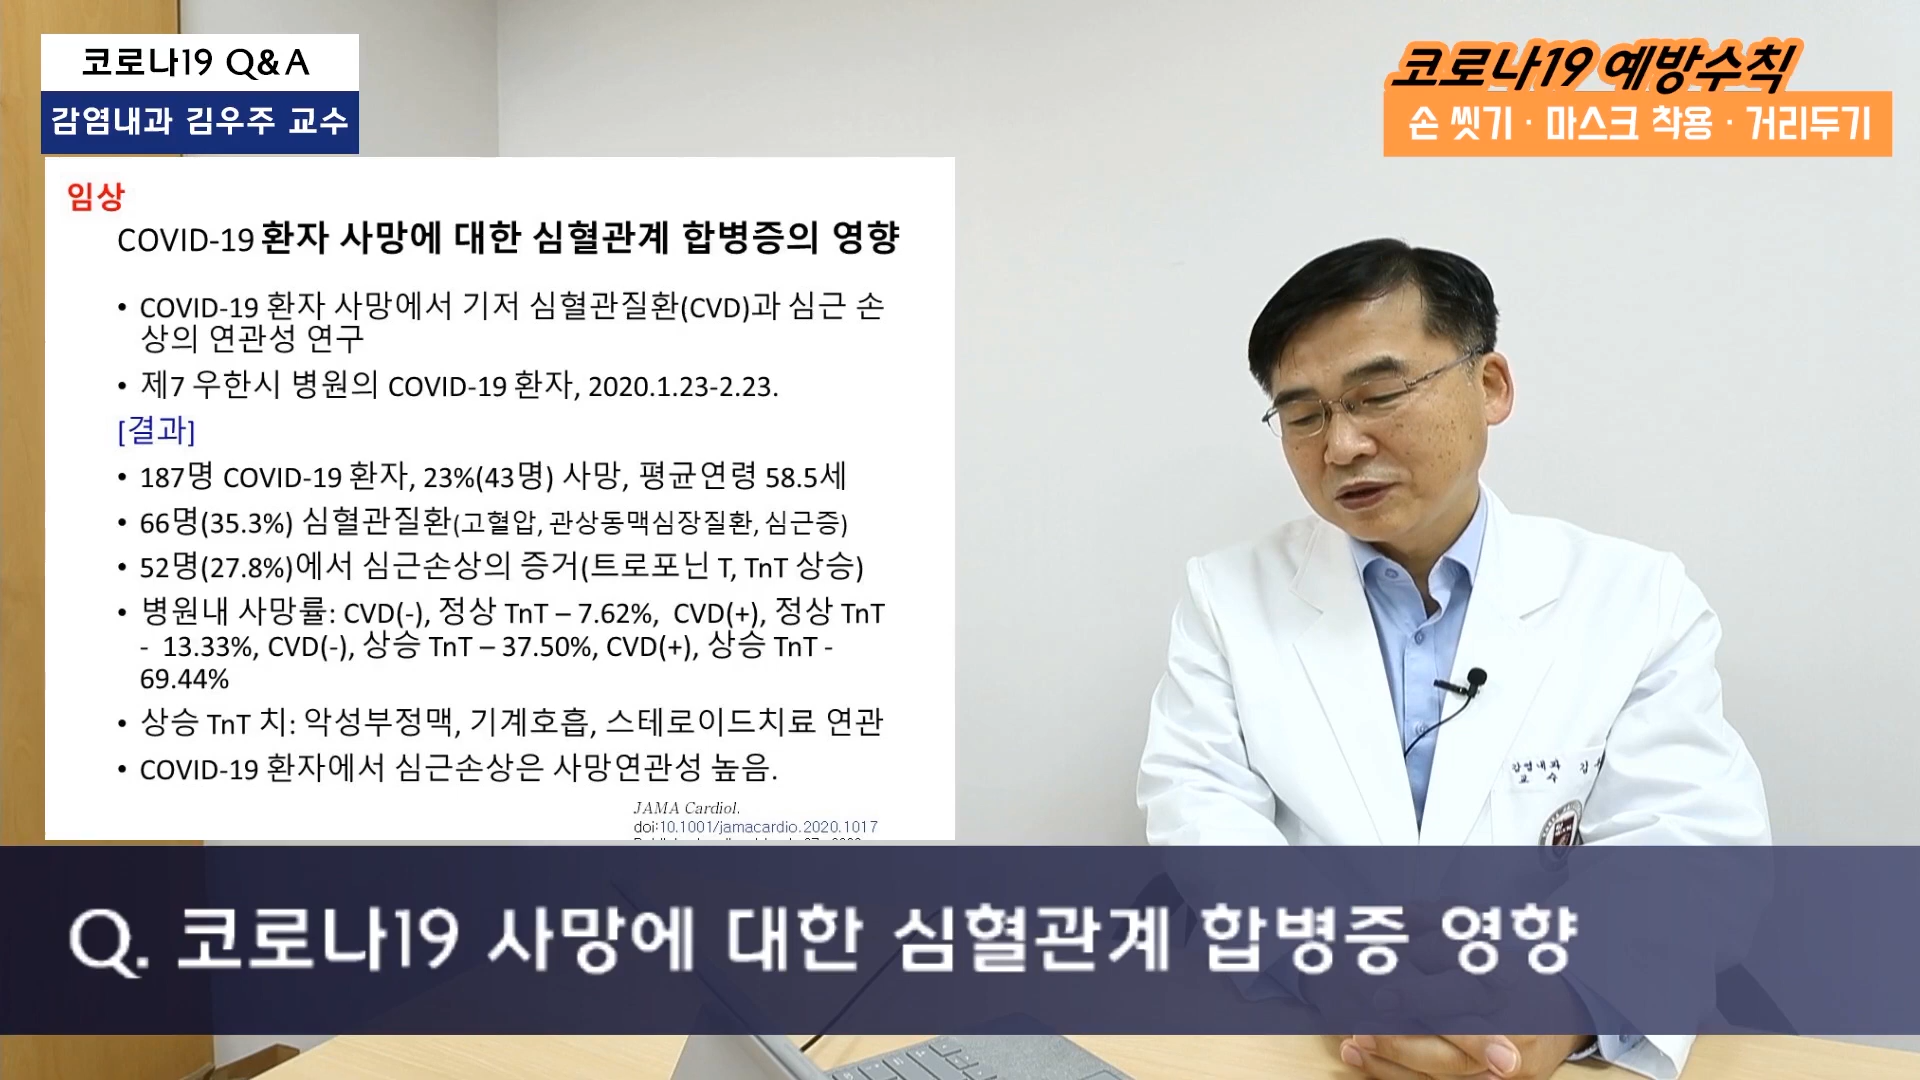 코로나19 Q&A
감염내과 김우주 교수
코로나19 예방수칙
손 씻기 · 마스크 착용 · 거리두기
임상
COVID-19 환자 사망에 대한 심혈관계 합병증의 영향
• COVID-19 환자 사망에서 기저 심혈관질환(CVD)과 심근 손
상의 연관성 연구
• 제7 우한시 병원의 COVID-19 환자, 2020.1.23-2.23.
[결과]
• 187명 COVID-19 환자, 23%(43명) 사망, 평균연령 58.5세
• 66명(35.3%) 심혈관질환(고혈압, 관상동맥심장질환, 심근증)
• 52명(27.8%)에서 심근손상의 증거(트로포닌 T, TnT 상승)
• 병원내 사망률: CVD(-), 정상 TnT – 7.62%, CVD(+), 정상 TnT
- 13.33%, CVD(-), 상승 TnT – 37.50%, CVD(+), 상승 TnT -
69.44%
• 상승 TnT 치: 악성부정맥, 기계호흡, 스테로이드치료 연관
• COVID-19 환자에서 심근손상은 사망연관성 높음.
JAMA Cardiol.
doi:10.1001/jamacardio.2020.1017
감염내과
교 수 김
Q. 코로나19 사망에 대한 심혈관계 합병증 영향